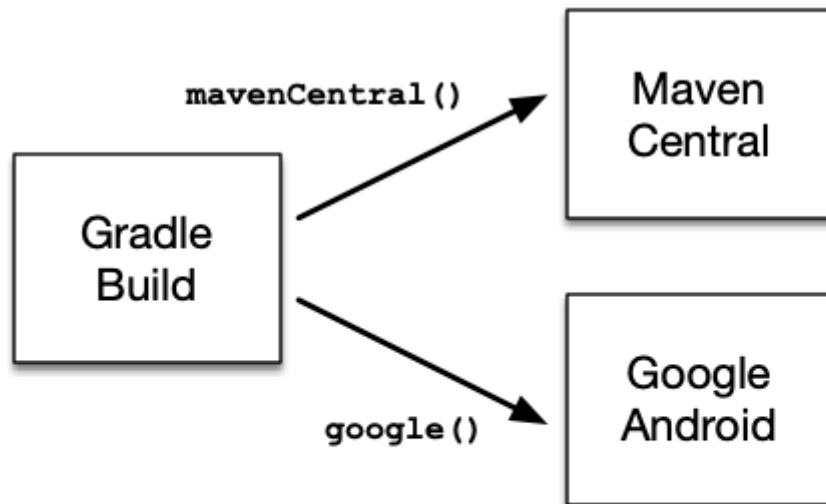 mavenCentral()
Maven
Central
Gradle
Build
Google
Android
google()